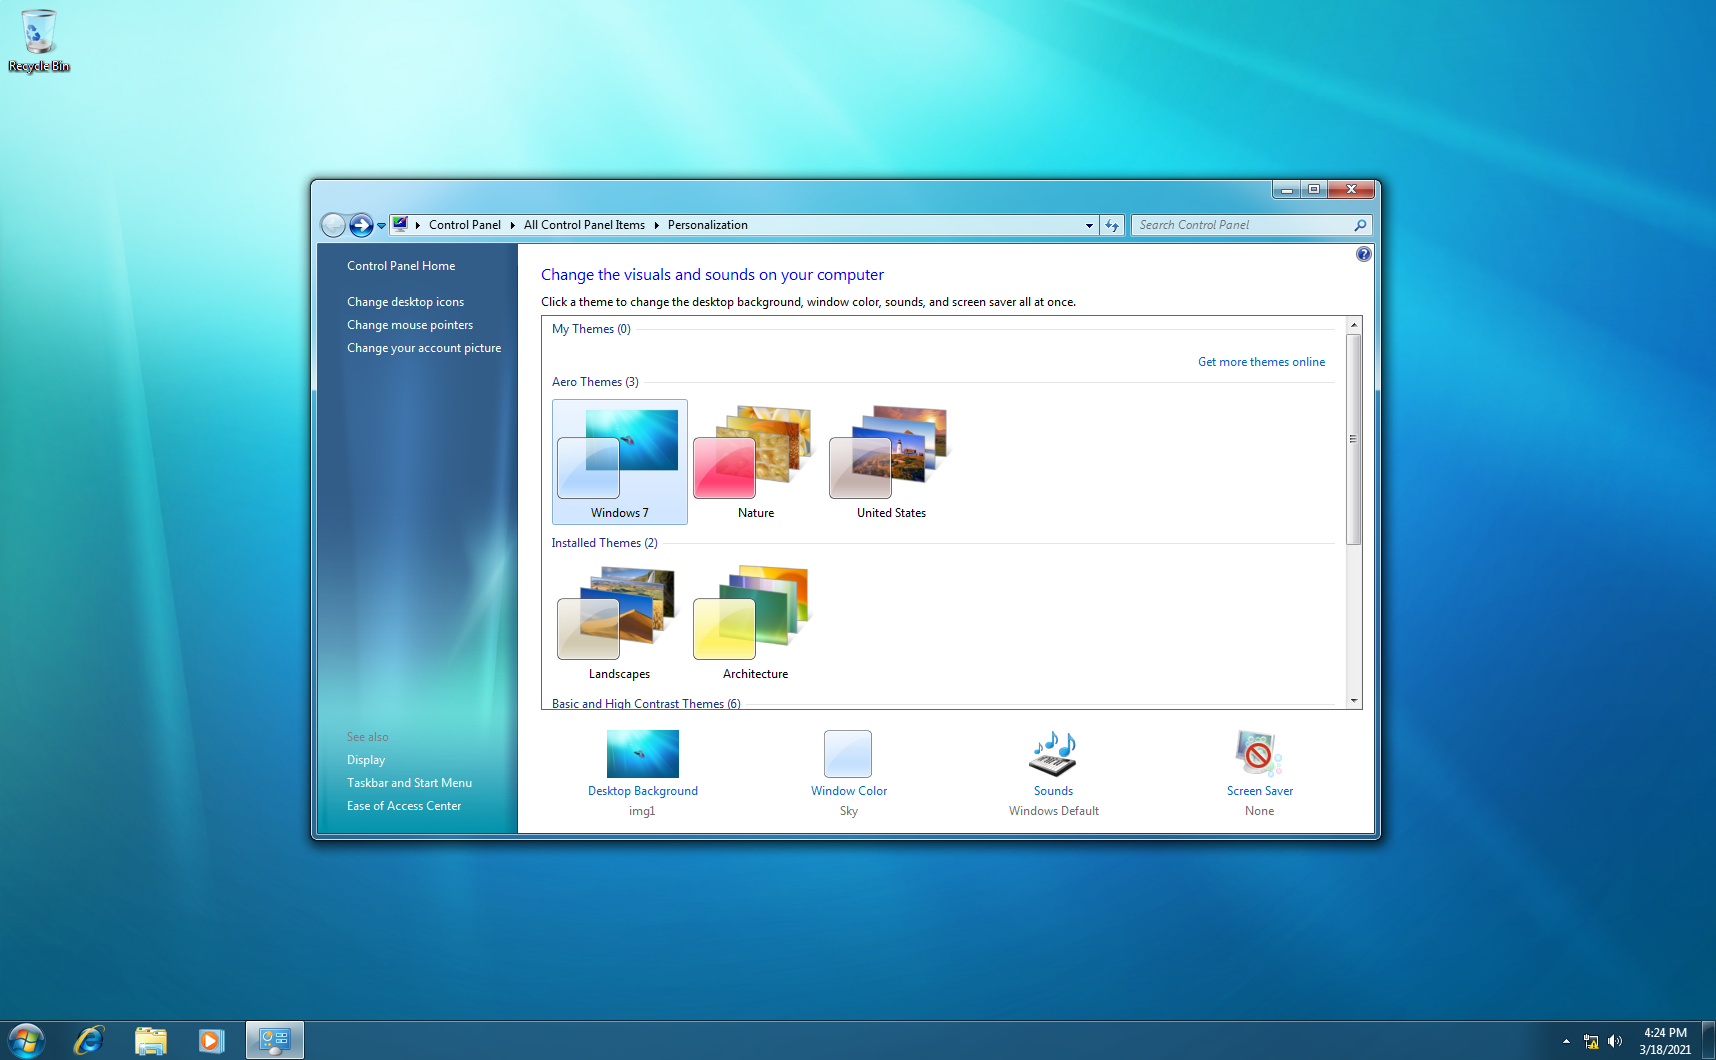 Recycle Bin
Control Panel
All Control Panel Items
Personalization
Search Control Panel
Control Panel Home
Change desktop icons
Change mouse pointers
Change your account picture
See also
Display
Taskbar and Start Menu
Ease of Access Center
Change the visuals and sounds on your computer
Click a theme to change the desktop background, window color, sounds, and screen saver all at once.
My Themes (0)
Get more themes online
Aero Themes (3)
Windows 7
Nature
United States
Installed Themes (2)
Landscapes
Architecture
Basic and High Contrast Themes (6)
Desktop Background
img1
Window Color
Sky
Sounds
Windows Default
Screen Saver
None
4:24 PM
3/18/2021